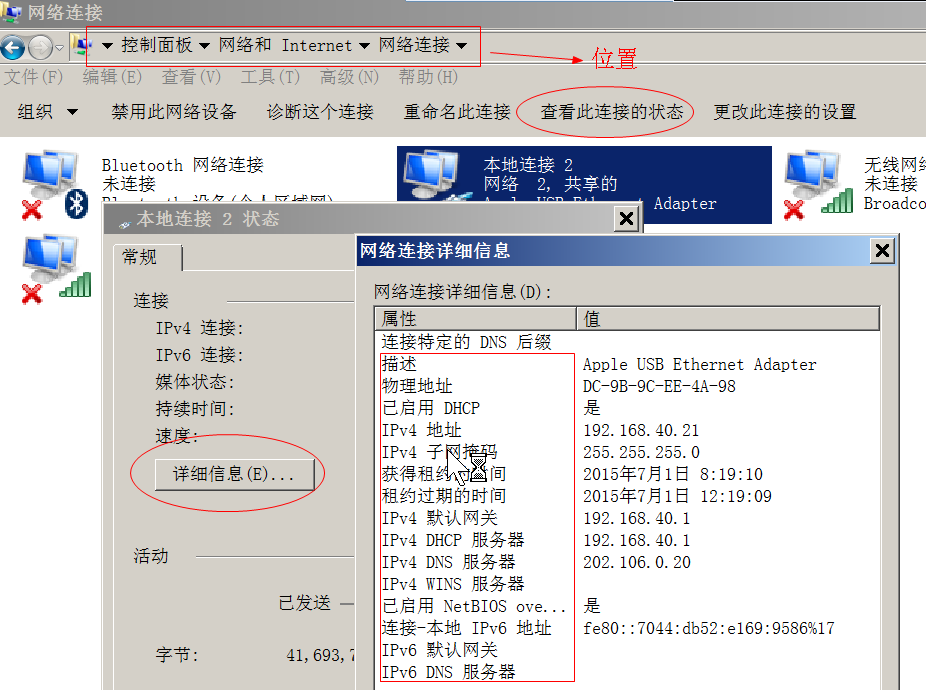 网络连接
控制面板 网络和 Internet 网络连接
位置
文件(F) 编辑(E) 查看(V) 工具(T) 高级(N) 帮助(H)
组织 禁用此网络设备 诊断这个连接 重命名此连接 查看此连接的状态 更改此连接的设置
Bluetooth 网络连接
未连接
Bluetooth 设备(个人区域网)
本地连接 2
网络 2, 共享的
Apple USB Ethernet Adapter
无线网络
未连接
Broadco
本地连接 2 状态
常规
连接
IPv4 连接:
IPv6 连接:
媒体状态:
持续时间:
速度:
详细信息(E)...
活动
已发送
字节: 41,693,7
网络连接详细信息
网络连接详细信息(D):
属性 值
连接特定的 DNS 后缀
描述 Apple USB Ethernet Adapter
物理地址 DC-9B-9C-EE-4A-98
已启用 DHCP 是
IPv4 地址 192.168.40.21
IPv4 子网掩码 255.255.255.0
获得租约的时间 2015年7月1日 8:19:10
租约过期的时间 2015年7月1日 12:19:09
IPv4 默认网关 192.168.40.1
IPv4 DHCP 服务器 192.168.40.1
IPv4 DNS 服务器 202.106.0.20
IPv4 WINS 服务器
已启用 NetBIOS ove... 是
连接-本地 IPv6 地址 fe80::7044:db52:e169:9586%17
IPv6 默认网关
IPv6 DNS 服务器